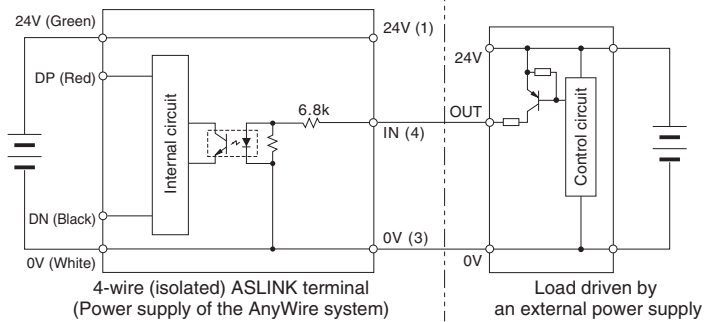 24V (Green)
24V (1)
DP (Red)
24V
Internal circuit
6.8k
IN (4)
OUT
Control circuit
DN (Black)
0V (3)
0V (White)
0V
4-wire (isolated) ASLINK terminal
(Power supply of the AnyWire system)
Load driven by
an external power supply